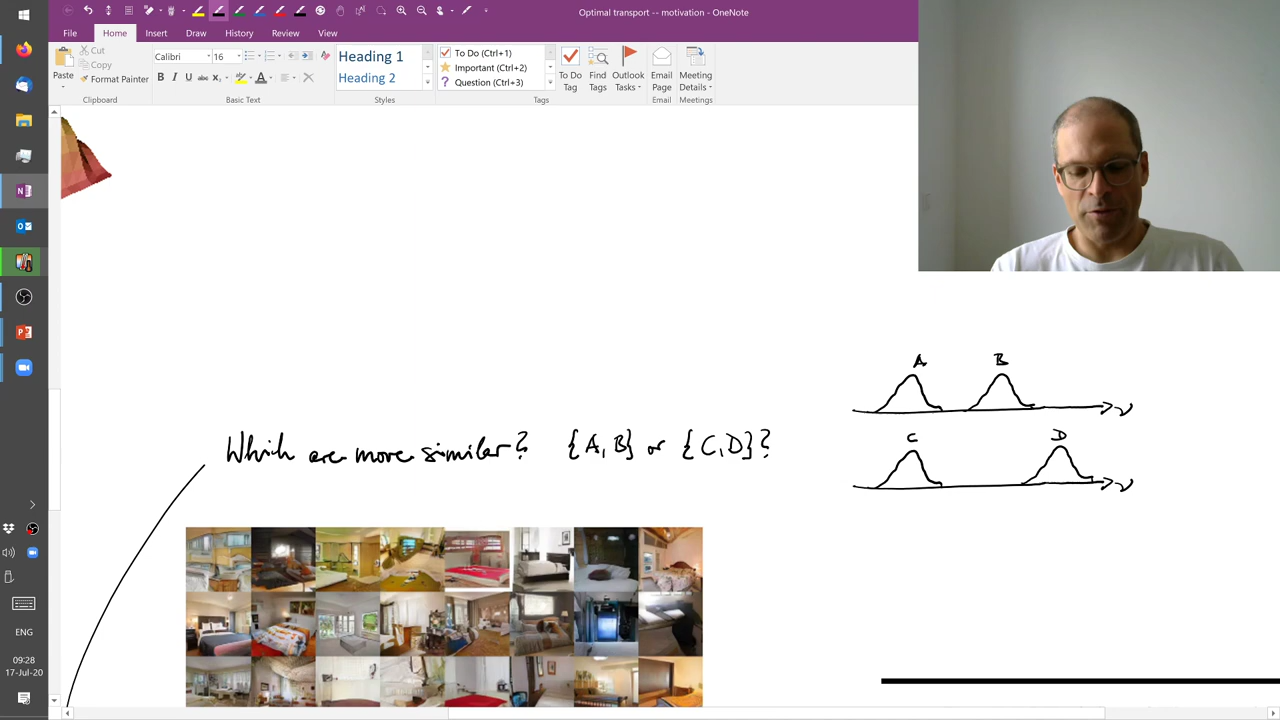 Optimal transport -- motivation - OneNote
File Home Insert Draw History Review View
Paste
Cut
Copy
Format Painter
Clipboard
Calibri 16
B I U abc x₂ A
Basic Text
Heading 1
Heading 2
Styles
To Do (Ctrl+1)
Important (Ctrl+2)
Question (Ctrl+3)
Tags
To Do Tag
Find Tags
Outlook Tasks
Email Page
Email
Meeting Details
Meetings
A B
ν
C D
ν
Which are more similar? {A,B} or {C,D}?
ENG
09:28
17-Jul-20